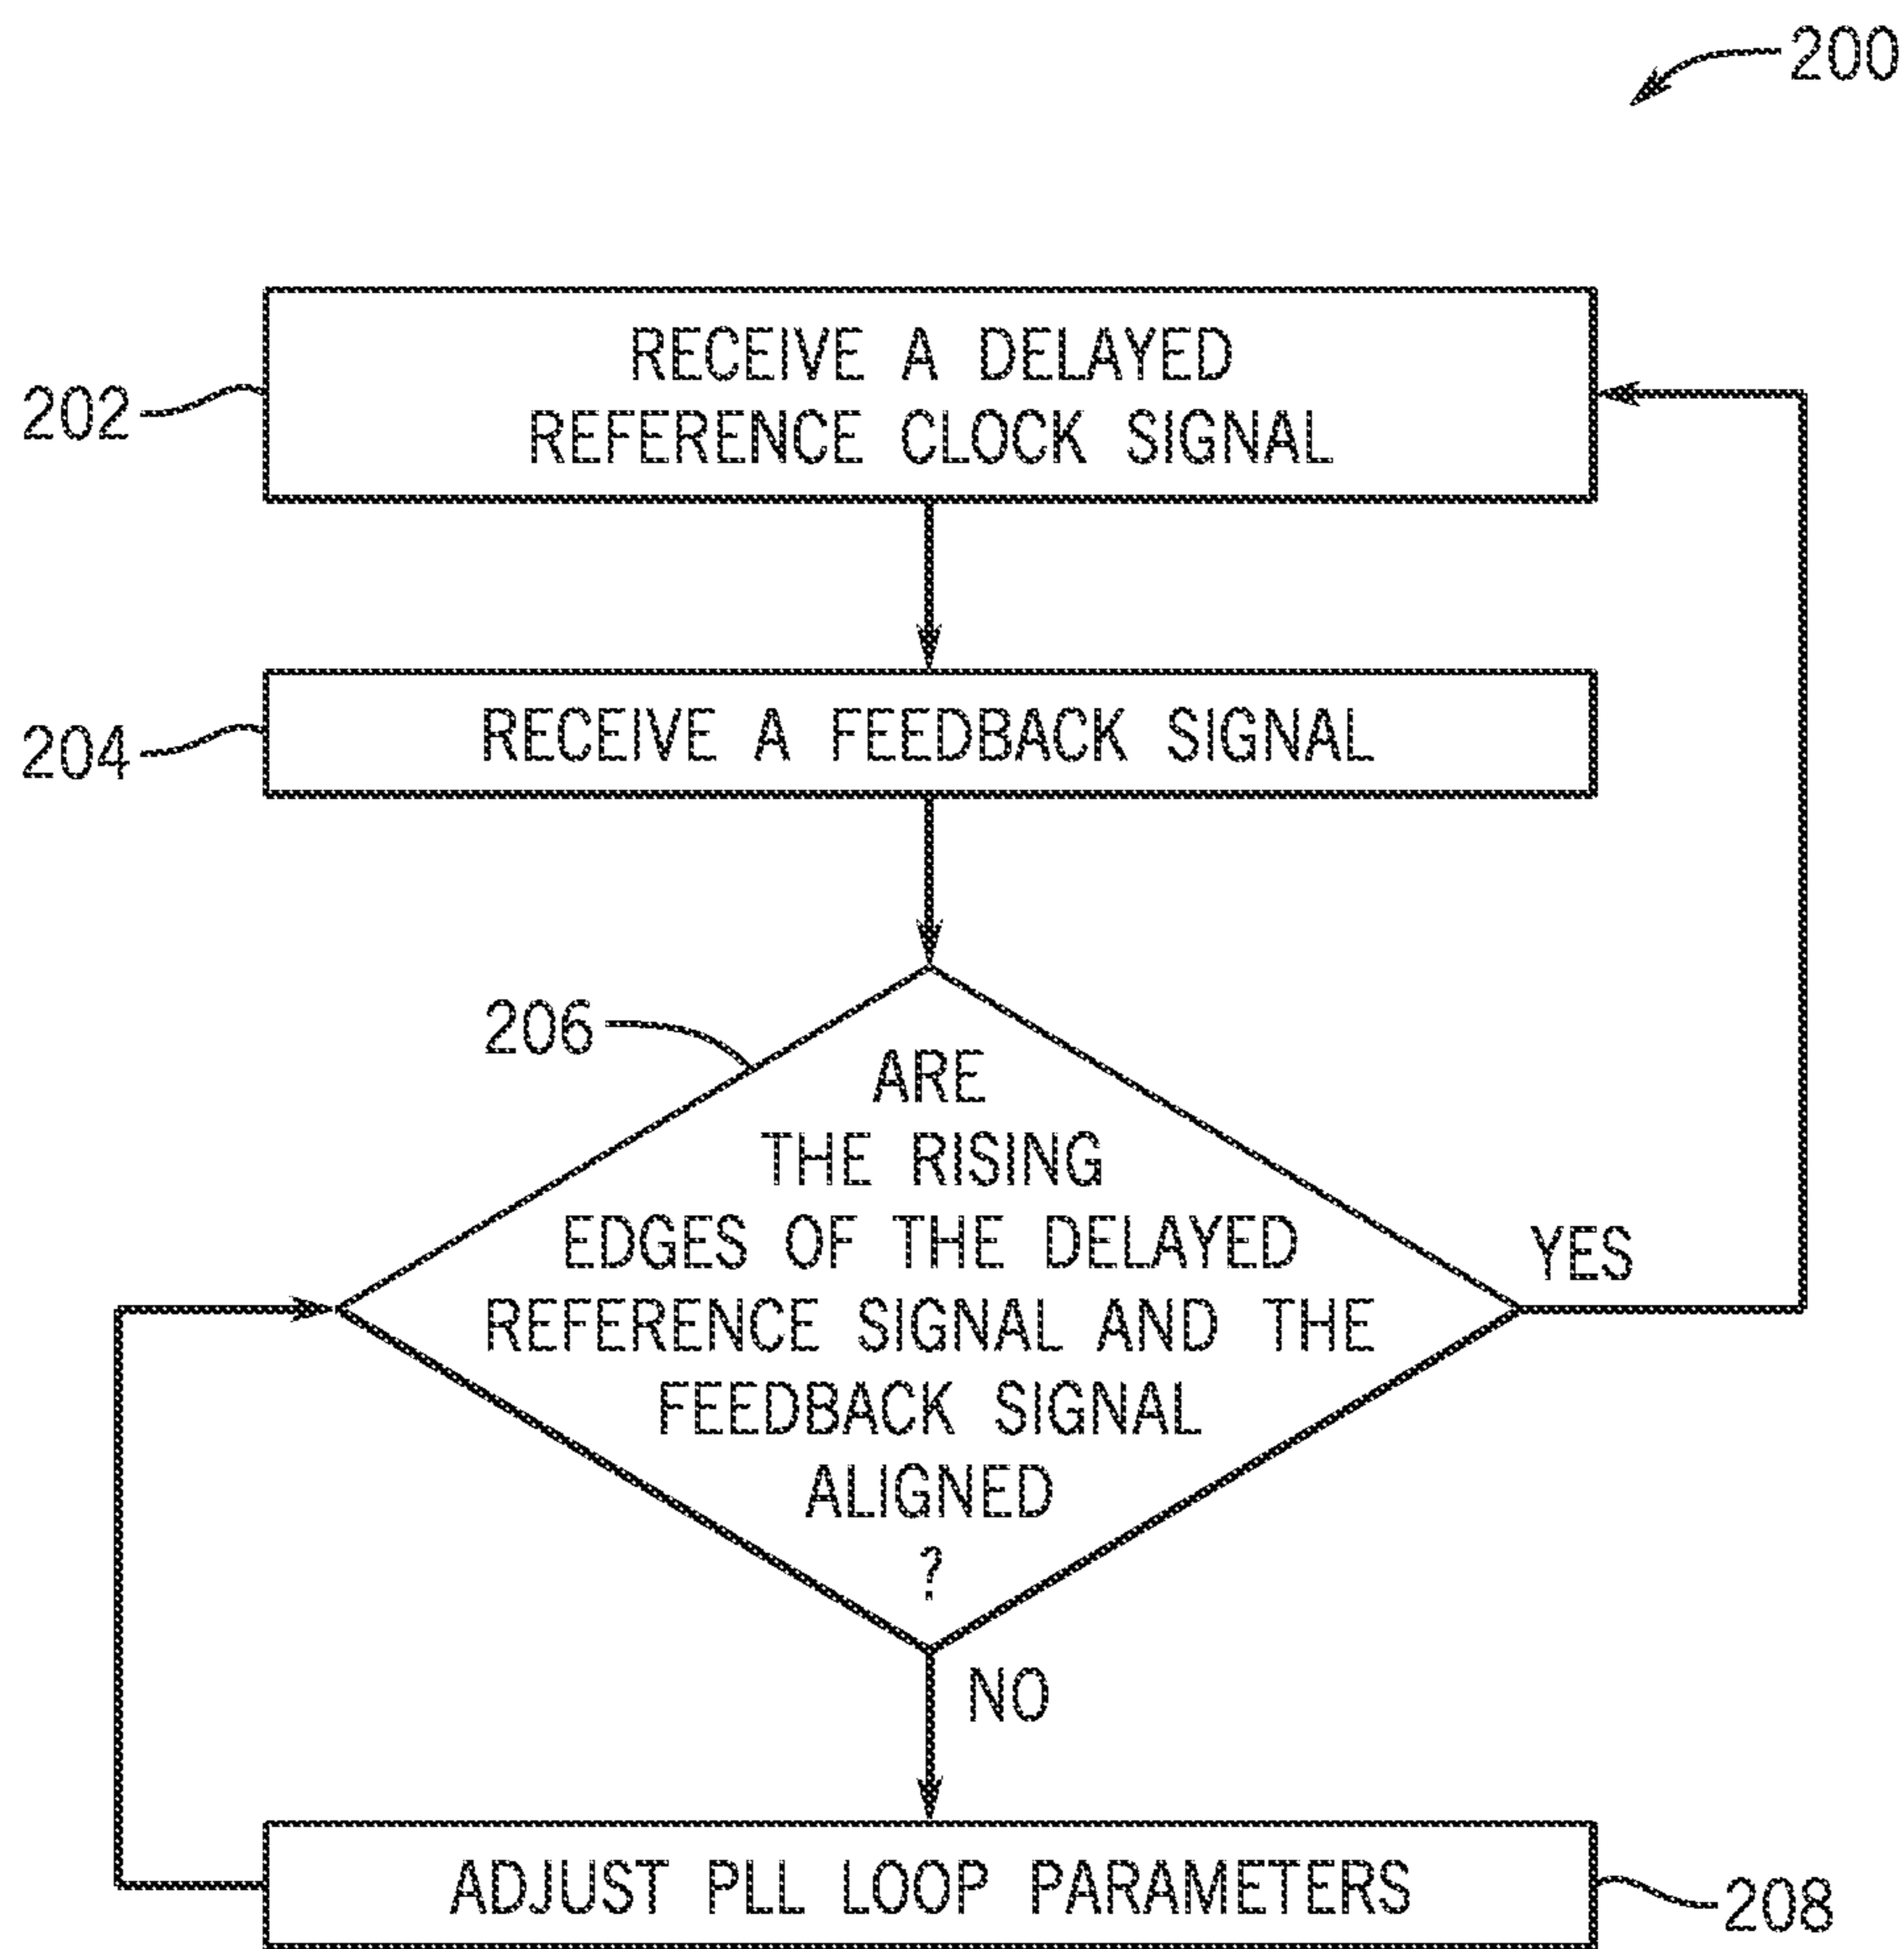 200
RECEIVE A DELAYED
REFERENCE CLOCK SIGNAL
202
RECEIVE A FEEDBACK SIGNAL
204
206
ARE
THE RISING
EDGES OF THE DELAYED
REFERENCE SIGNAL AND THE
FEEDBACK SIGNAL
ALIGNED
?
YES
NO
ADJUST PLL LOOP PARAMETERS
208